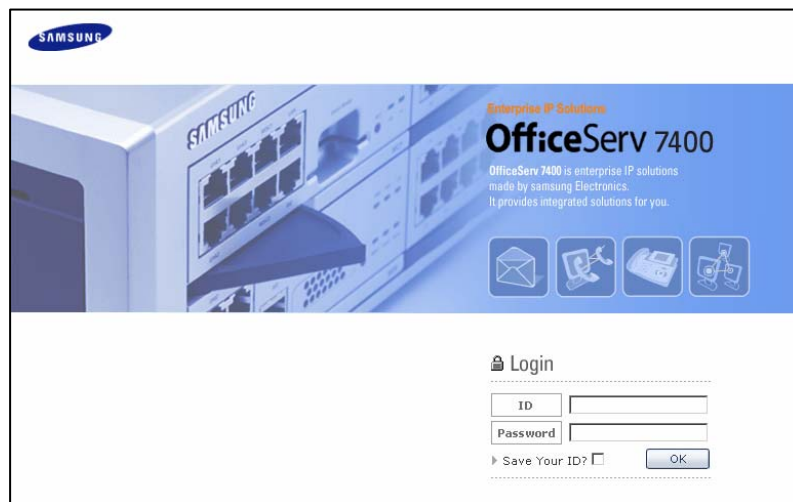 SAMSUNG
SAMSUNG
Enterprise IP Solutions
OfficeServ 7400
OfficeServ 7400 is enterprise IP solutions
made by samsung Electronics.
It provides integrated solutions for you.
Login
ID
Password
Save Your ID?
OK